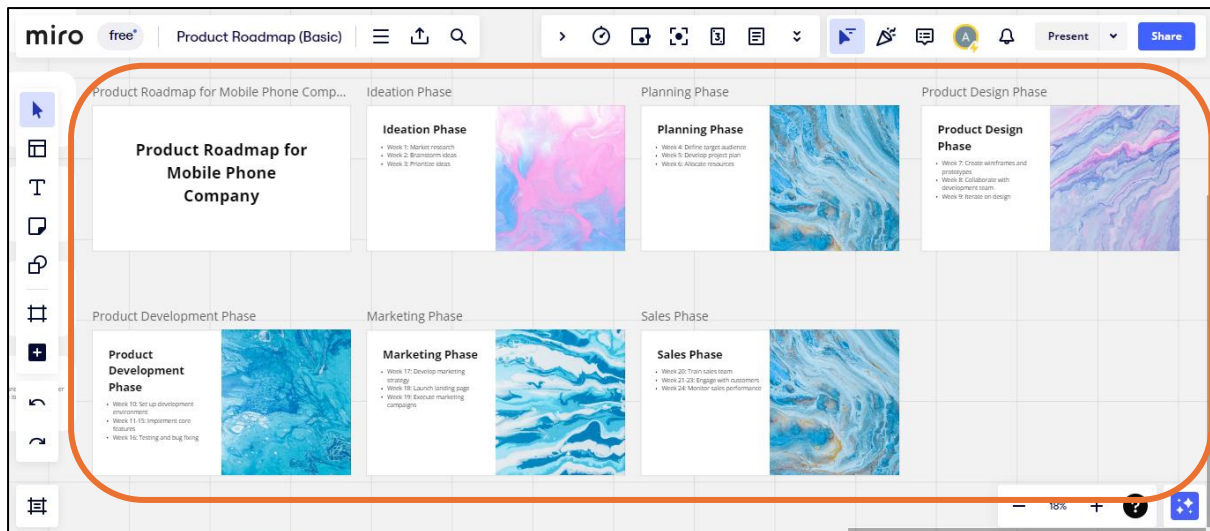 miro free* Product Roadmap (Basic) 3 A Present Share
Product Roadmap for Mobile Phone Comp...
Product Roadmap for
Mobile Phone
Company
Ideation Phase
Ideation Phase
• Week 1: Market research
• Week 2: Brainstorm ideas
• Week 3: Prioritize ideas
Planning Phase
Planning Phase
• Week 4: Define target audience
• Week 5: Develop project plan
• Week 6: Allocate resources
Product Design Phase
Product Design
Phase
• Week 7: Create wireframes and
prototypes
• Week 8: Collaborate with
development team
• Week 9: Iterate on design
Product Development Phase
Product
Development
Phase
• Week 10: Set up development
environment
• Week 11-15: Implement core
features
• Week 16: Testing and bug fixing
Marketing Phase
Marketing Phase
• Week 17: Develop marketing
strategy
• Week 18: Launch landing page
• Week 19: Execute marketing
campaigns
Sales Phase
Sales Phase
• Week 20: Train sales team
• Week 21-23: Engage with customers
• Week 24: Monitor sales performance
18% + ?